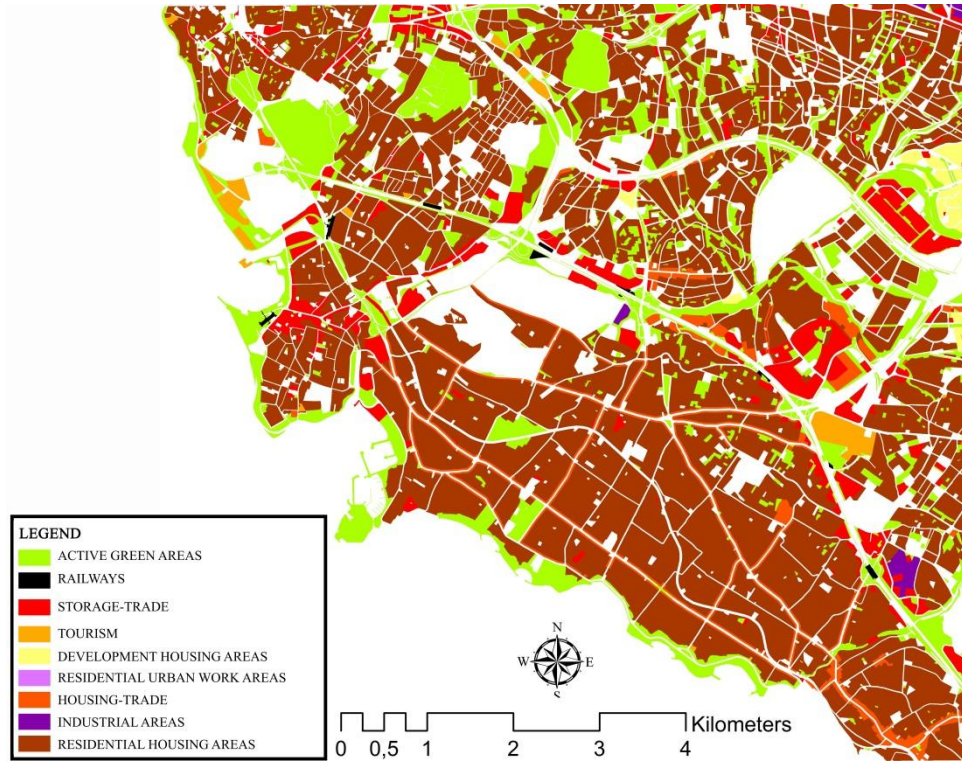 LEGEND
ACTIVE GREEN AREAS
RAILWAYS
STORAGE-TRADE
TOURISM
DEVELOPMENT HOUSING AREAS
RESIDENTIAL URBAN WORK AREAS
HOUSING-TRADE
INDUSTRIAL AREAS
RESIDENTIAL HOUSING AREAS
N
W E
S
Kilometers
0 0,5 1 2 3 4